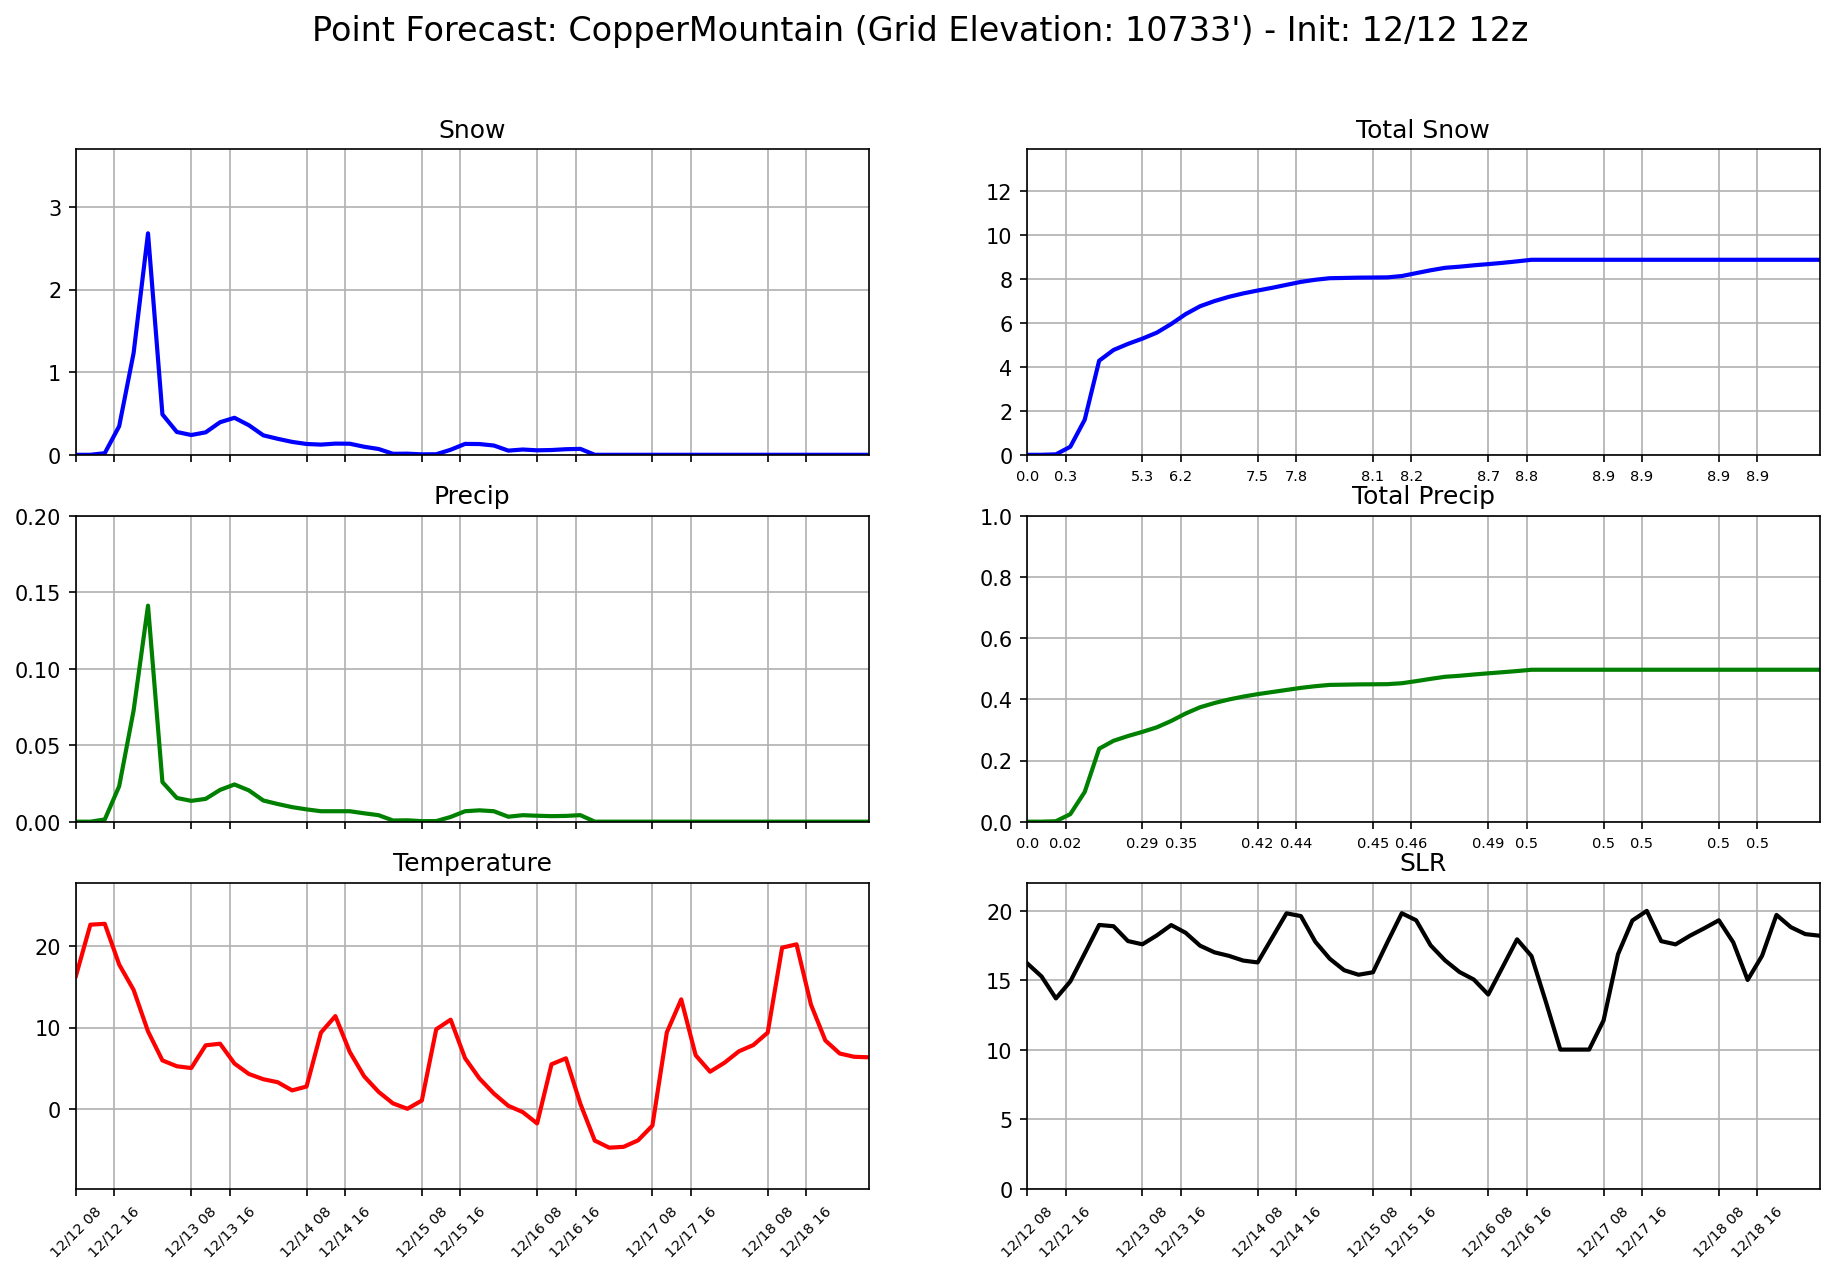 Point Forecast: CopperMountain (Grid Elevation: 10733') - Init: 12/12 12z
Snow
3
2
1
0
Total Snow
12
10
8
6
4
2
0
0.0 0.3 5.3 6.2 7.5 7.8 8.1 8.2 8.7 8.8 8.9 8.9 8.9 8.9
Precip
0.20
0.15
0.10
0.05
0.00
Total Precip
1.0
0.8
0.6
0.4
0.2
0.0
0.0 0.02 0.29 0.35 0.42 0.44 0.45 0.46 0.49 0.5 0.5 0.5 0.5 0.5
Temperature
20
10
0
12/12 08 12/12 16 12/13 08 12/13 16 12/14 08 12/14 16 12/15 08 12/15 16 12/16 08 12/16 16 12/17 08 12/17 16 12/18 08 12/18 16
SLR
20
15
10
5
0
12/12 08 12/12 16 12/13 08 12/13 16 12/14 08 12/14 16 12/15 08 12/15 16 12/16 08 12/16 16 12/17 08 12/17 16 12/18 08 12/18 16